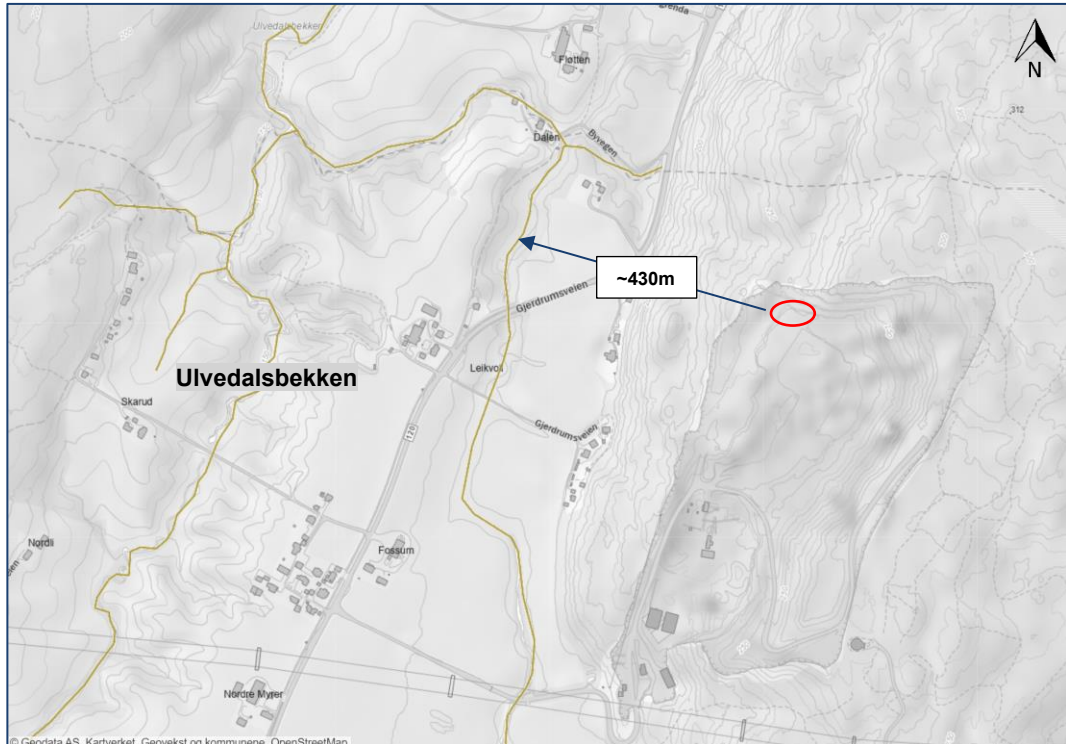 Ulvedalsbekken
Flotten
N
312
Dalen
Byvegen
~430m
Gjerdrumsveien
Leikvoll
Ulvedalsbekken
Skarud
Gjerdrumsveien
120
Fossum
Nordli
Nordre Myrer
© Geodata AS, Kartverket, Geovekst og kommunene, OpenStreetMap